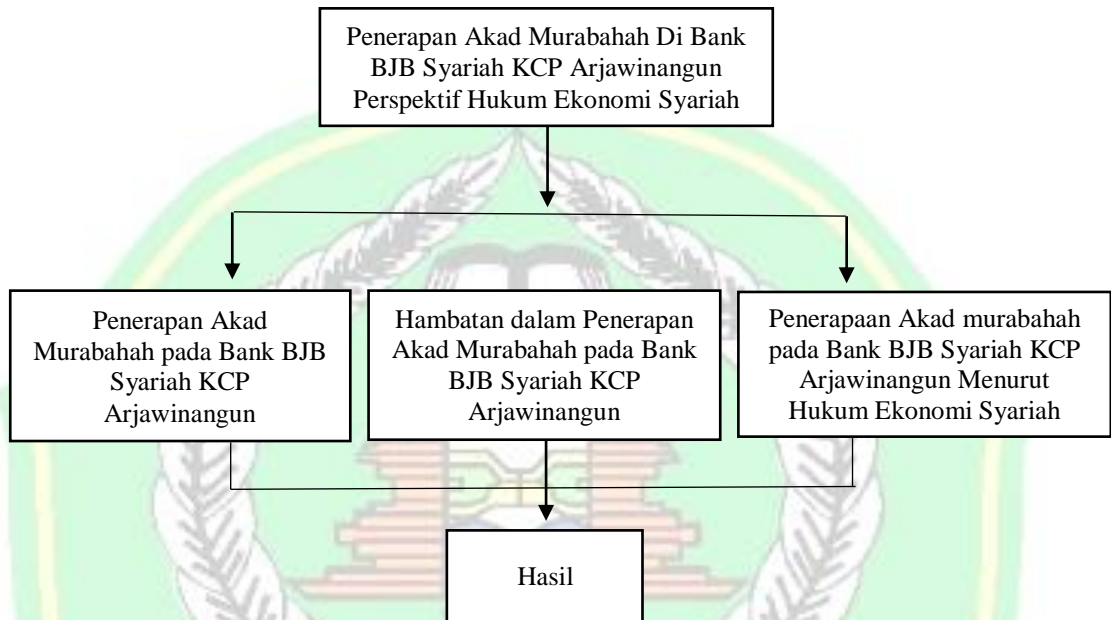 Penerapan Akad Murabahah Di Bank
BJB Syariah KCP Arjawinangun
Perspektif Hukum Ekonomi Syariah
Penerapan Akad
Murabahah pada Bank BJB
Syariah KCP
Arjawinangun
Hambatan dalam Penerapan
Akad Murabahah pada Bank
BJB Syariah KCP
Arjawinangun
Penerapaan Akad murabahah
pada Bank BJB Syariah KCP
Arjawinangun Menurut
Hukum Ekonomi Syariah
Hasil